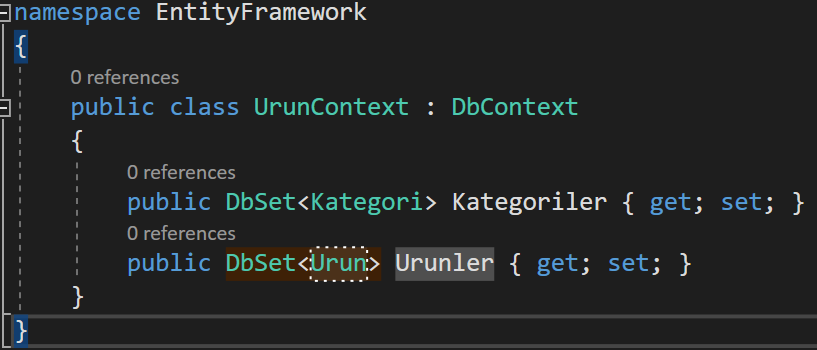 namespace EntityFramework
{
0 references
public class UrunContext : DbContext
{
0 references
public DbSet<Kategori> Kategoriler { get; set; }
0 references
public DbSet<Urun> Urunler { get; set; }
}
}